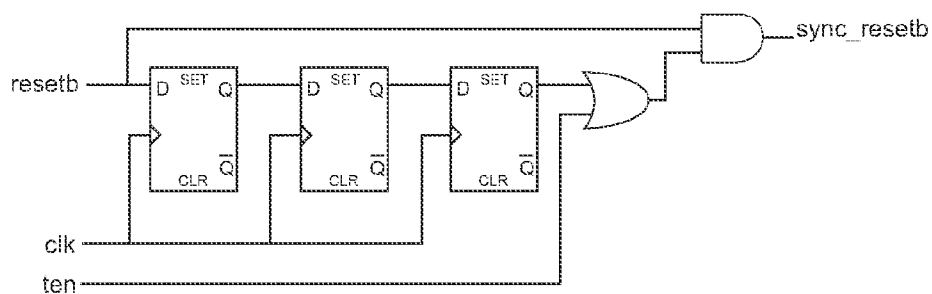 sync_resetb
resetb
D SET Q
Q̅
CLR
D SET Q
Q̅
CLR
D SET Q
Q̅
CLR
clk
ten